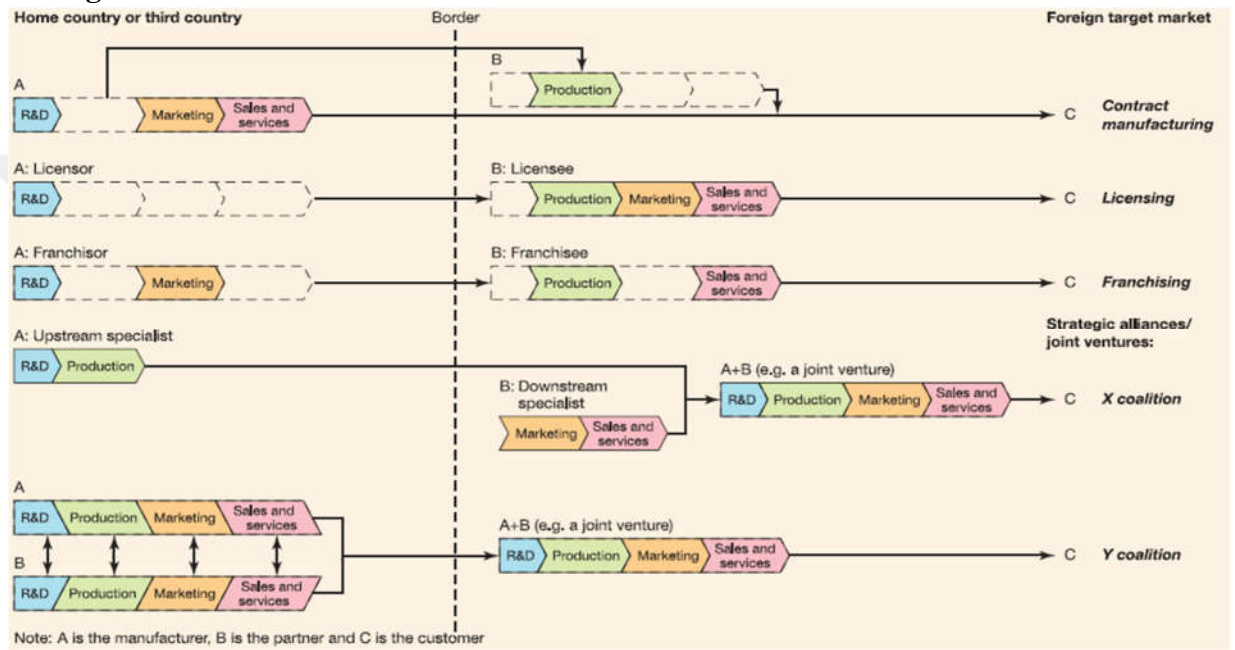 Home country or third country
Border
Foreign target market
B
Production
A
R&D
Marketing
Sales and
services
C
Contract
manufacturing
A: Licensor
R&D
B: Licensee
Production
Marketing
Sales and
services
C
Licensing
A: Franchisor
R&D
Marketing
B: Franchisee
Production
Sales and
services
C
Franchising
Strategic alliances/
joint ventures:
A: Upstream specialist
R&D
Production
B: Downstream
specialist
Marketing
Sales and
services
A+B (e.g. a joint venture)
R&D
Production
Marketing
Sales and
services
C
X coalition
A
R&D
Production
Marketing
Sales and
services
B
R&D
Production
Marketing
Sales and
services
A+B (e.g. a joint venture)
R&D
Production
Marketing
Sales and
services
C
Y coalition
Note: A is the manufacturer, B is the partner and C is the customer